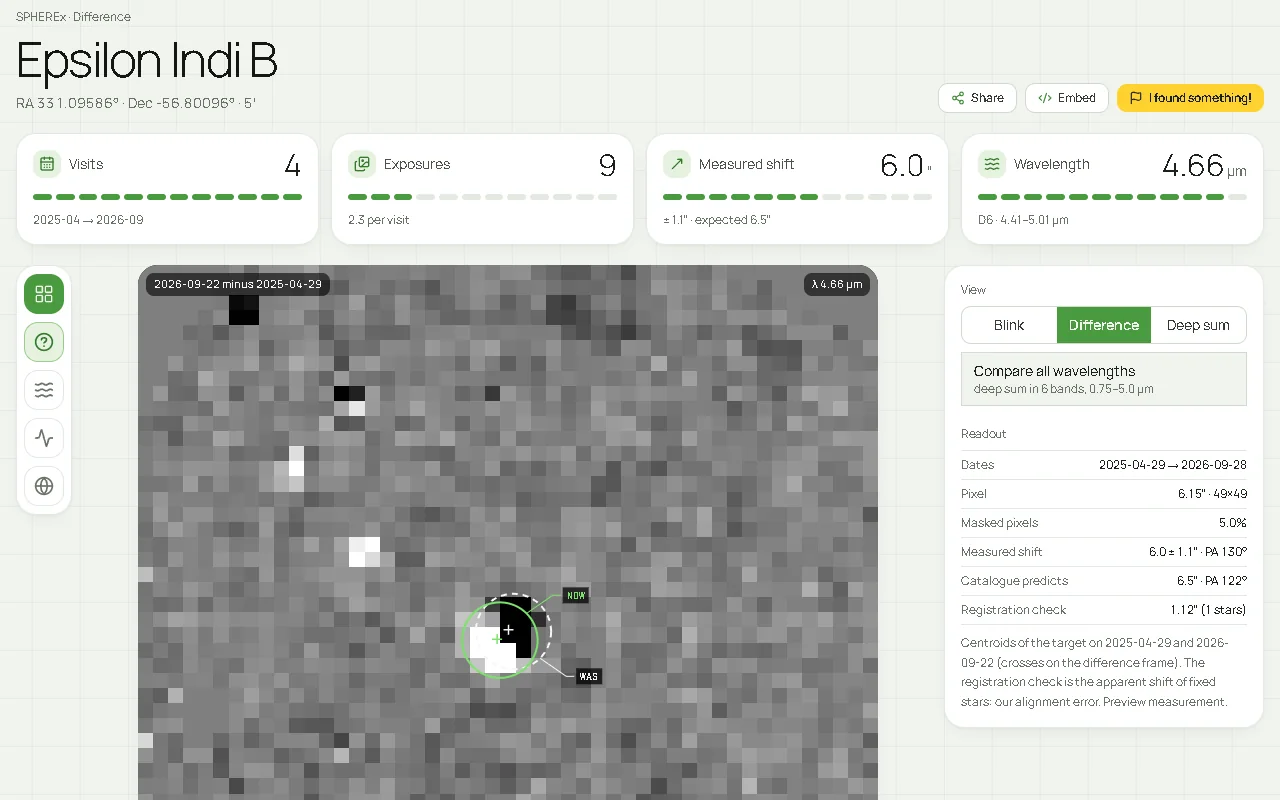 SPHEREx · Difference
Epsilon Indi B
RA 331.09586° · Dec -56.80096° · 5'
Share
Embed
I found something!
Visits
4
2025-04 → 2026-09
Exposures
9
2.3 per visit
Measured shift
6.0"
± 1.1" · expected 6.5"
Wavelength
4.66 µm
D6 · 4.41–5.01 µm
2026-09-22 minus 2025-04-29
λ 4.66 µm
NOW
WAS
View
Blink
Difference
Deep sum
Compare all wavelengths
deep sum in 6 bands, 0.75–5.0 µm
Readout
Dates 2025-04-29 → 2026-09-28
Pixel 6.15" · 49×49
Masked pixels 5.0%
Measured shift 6.0 ± 1.1" · PA 130°
Catalogue predicts 6.5" · PA 122°
Registration check 1.12" (1 stars)
Centroids of the target on 2025-04-29 and 2026-
09-22 (crosses on the difference frame). The
registration check is the apparent shift of fixed
stars: our alignment error. Preview measurement.